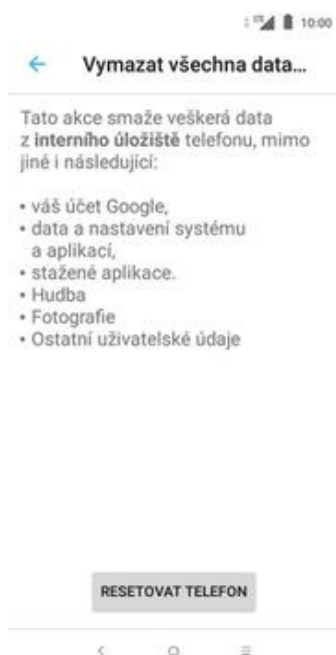 10:00
Vymazat všechna data...
Tato akce smaže veškerá data
z interního úložiště telefonu, mimo
jiné i následující:
• váš účet Google,
• data a nastavení systému
a aplikací,
• stažené aplikace.
• Hudba
• Fotografie
• Ostatní uživatelské údaje
RESETOVAT TELEFON